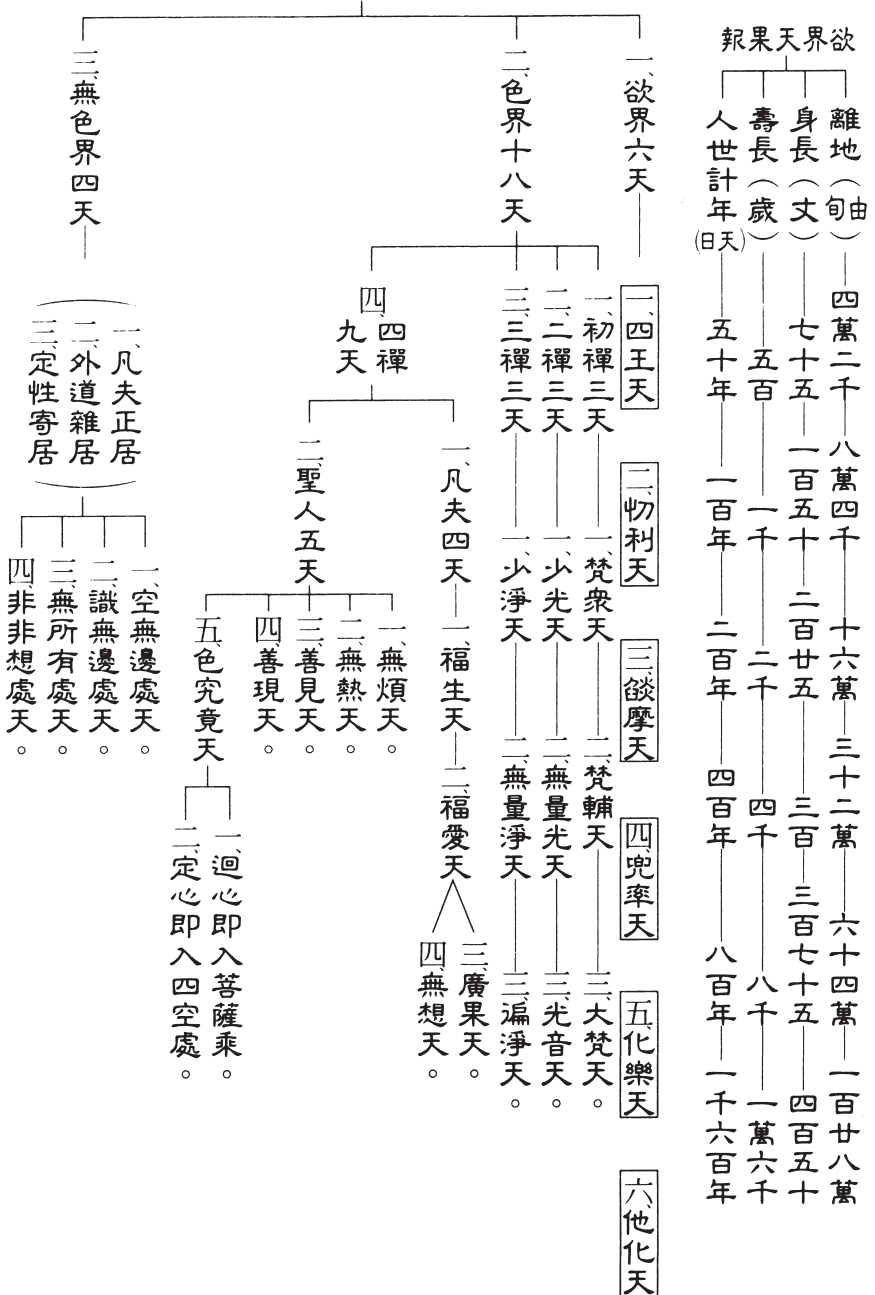 欲界天果報
離地（由旬）　四萬二千　八萬四千　十六萬　三十二萬　六十四萬　一百廿八萬
身長（丈）　七十五　一百五十　二百廿五　三百　三百七十五　四百五十
壽長（歲）　五百　一千　二千　四千　八千　一萬六千
人世計年（天日）　五十年　一百年　二百年　四百年　八百年　一千六百年
一、欲界六天
一、四王天　二、忉利天　三、燄摩天　四、兜率天　五、化樂天　六、他化天
二、色界十八天
一、初禪三天　一、梵眾天　二、梵輔天　三、大梵天。
二、二禪三天　一、少光天　二、無量光天　三、光音天。
三、三禪三天　一、少淨天　二、無量淨天　三、遍淨天。
四、四禪九天
一、凡夫四天　一、福生天　二、福愛天
三、廣果天。
四、無想天。
二、聖人五天
一、無煩天。
二、無熱天。
三、善見天。
四、善現天。
五、色究竟天
一、迴心即入菩薩乘。
二、定心即入四空處。
三、無色界四天
一、凡夫正居
二、外道雜居
三、定性寄居
一、空無邊處天。
二、識無邊處天。
三、無所有處天。
四、非非想處天。